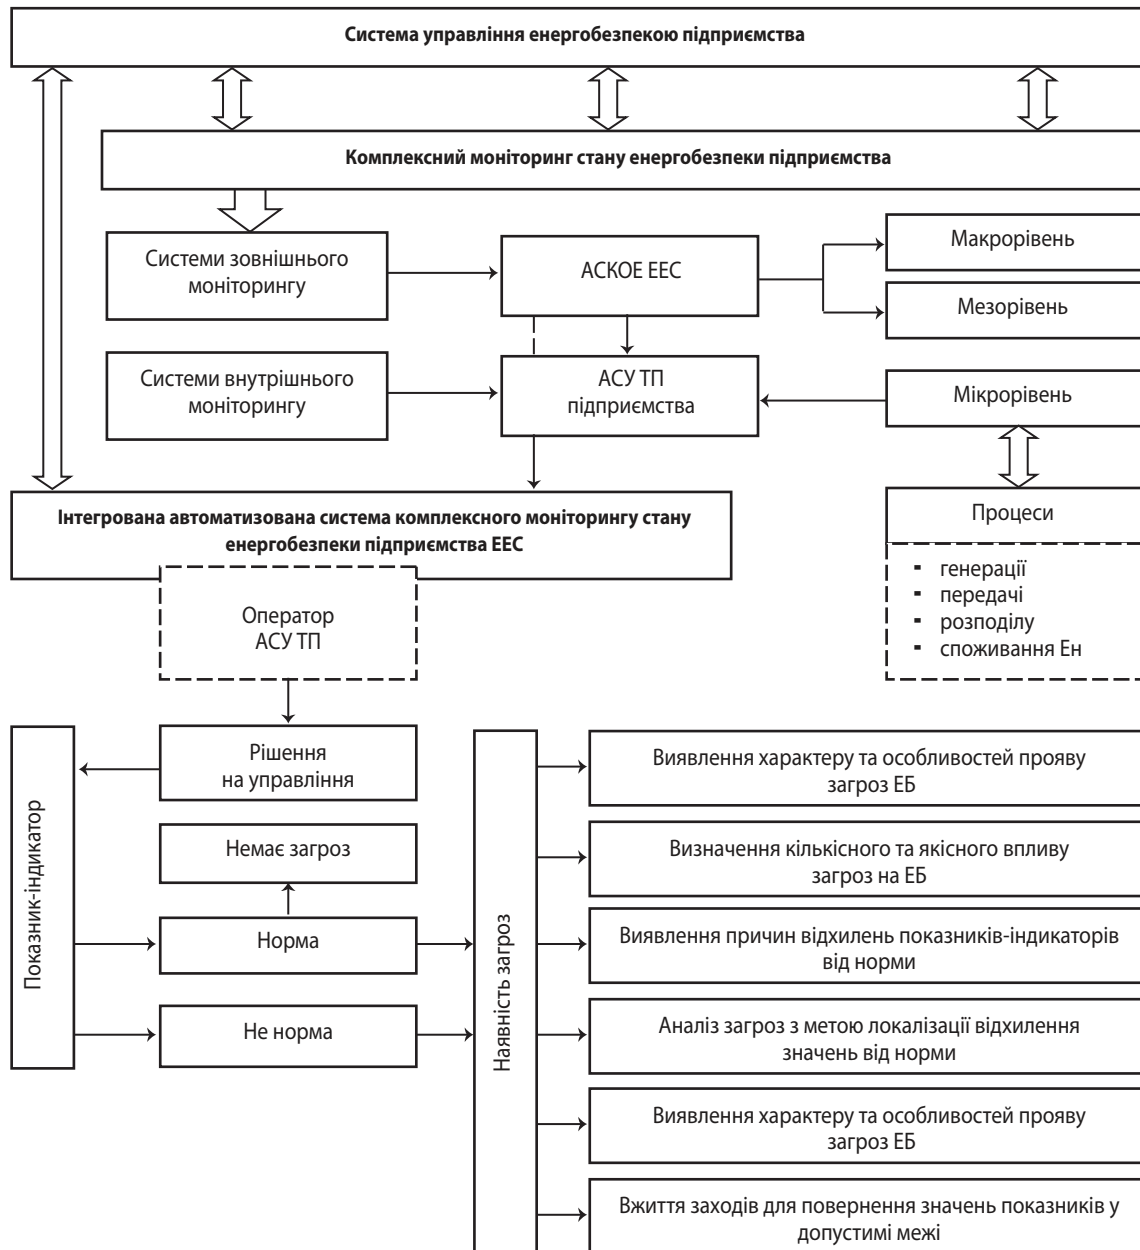 Система управління енергобезпекою підприємства
Комплексний моніторинг стану енергобезпеки підприємства
Системи зовнішнього
моніторингу
АСКОЕ ЕЕС
Макрорівень
Мезорівень
Системи внутрішнього
моніторингу
АСУ ТП
підприємства
Мікрорівень
Інтегрована автоматизована система комплексного моніторингу стану
енергобезпеки підприємства ЕЕС
Процеси
▪ генерації
▪ передачі
▪ розподілу
▪ споживання Ен
Оператор
АСУ ТП
Показник-індикатор
Рішення
на управління
Немає загроз
Норма
Не норма
Наявність загроз
Виявлення характеру та особливостей прояву
загроз ЕБ
Визначення кількісного та якісного впливу
загроз на ЕБ
Виявлення причин відхилень показників-індикаторів
від норми
Аналіз загроз з метою локалізації відхилення
значень від норми
Виявлення характеру та особливостей прояву
загроз ЕБ
Вжиття заходів для повернення значень показників у
допустимі межі